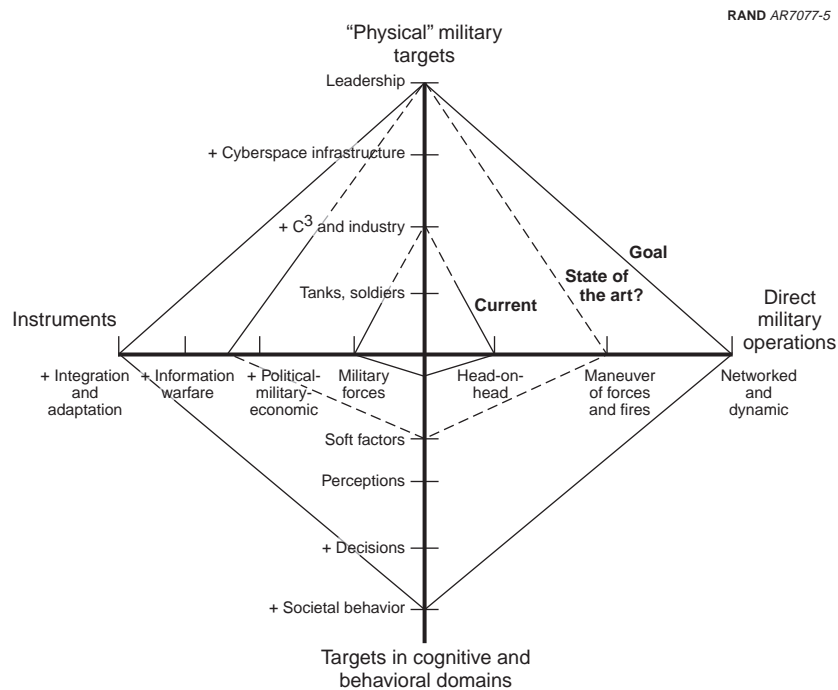 RAND AR7077-5
“Physical” military
targets
Leadership
+ Cyberspace infrastructure
+ C³ and industry
Goal
State of
the art?
Tanks, soldiers
Current
Instruments
Direct
military
operations
+ Integration
and
adaptation
+ Information
warfare
+ Political-
military-
economic
Military
forces
Head-on-
head
Maneuver
of forces
and fires
Networked
and
dynamic
Soft factors
Perceptions
+ Decisions
+ Societal behavior
Targets in cognitive and
behavioral domains